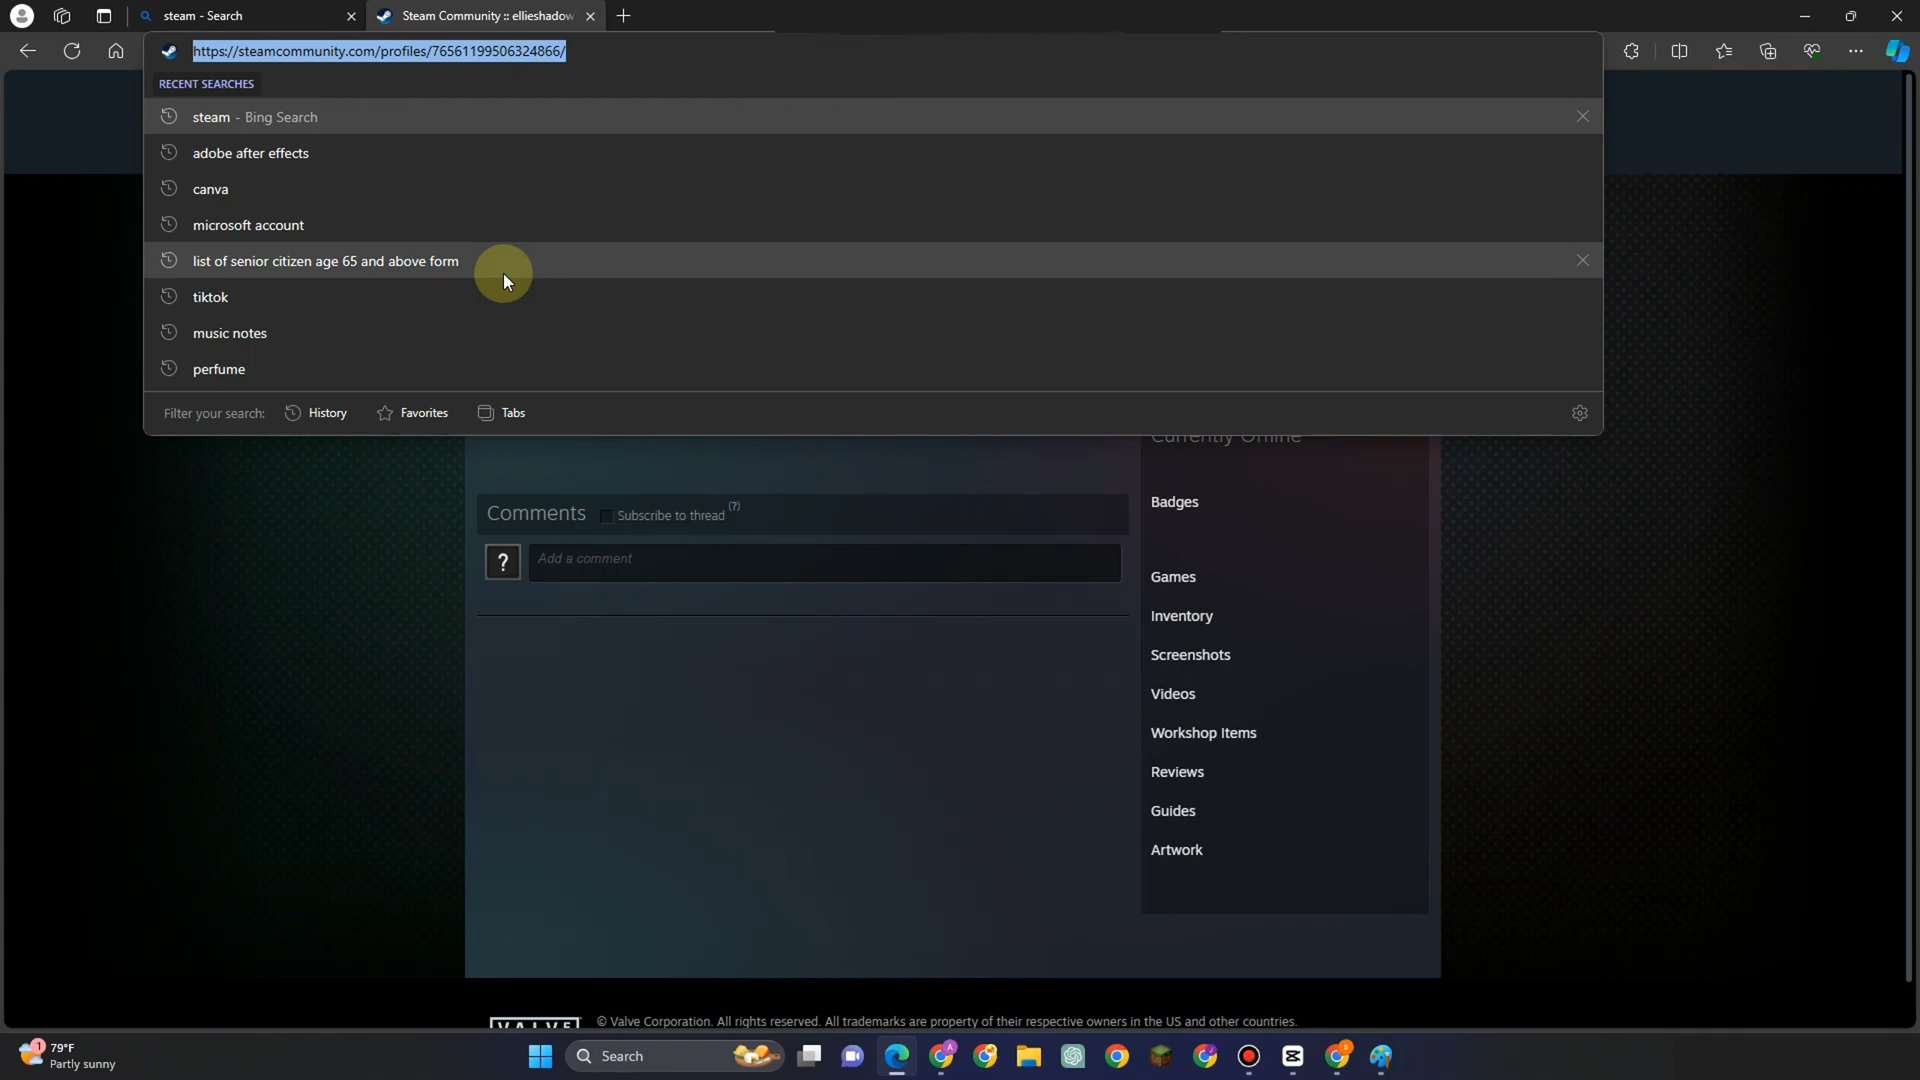 steam - Search
Steam Community :: ellieshadow
https://steamcommunity.com/profiles/76561199506324866/
RECENT SEARCHES
steam - Bing Search
adobe after effects
canva
microsoft account
list of senior citizen age 65 and above form
tiktok
music notes
perfume
Filter your search: History Favorites Tabs
Currently Online
Comments Subscribe to thread (?)
? Add a comment
Badges
Games
Inventory
Screenshots
Videos
Workshop Items
Reviews
Guides
Artwork
VALVE © Valve Corporation. All rights reserved. All trademarks are property of their respective owners in the US and other countries.
1 79°F
Partly sunny
Search